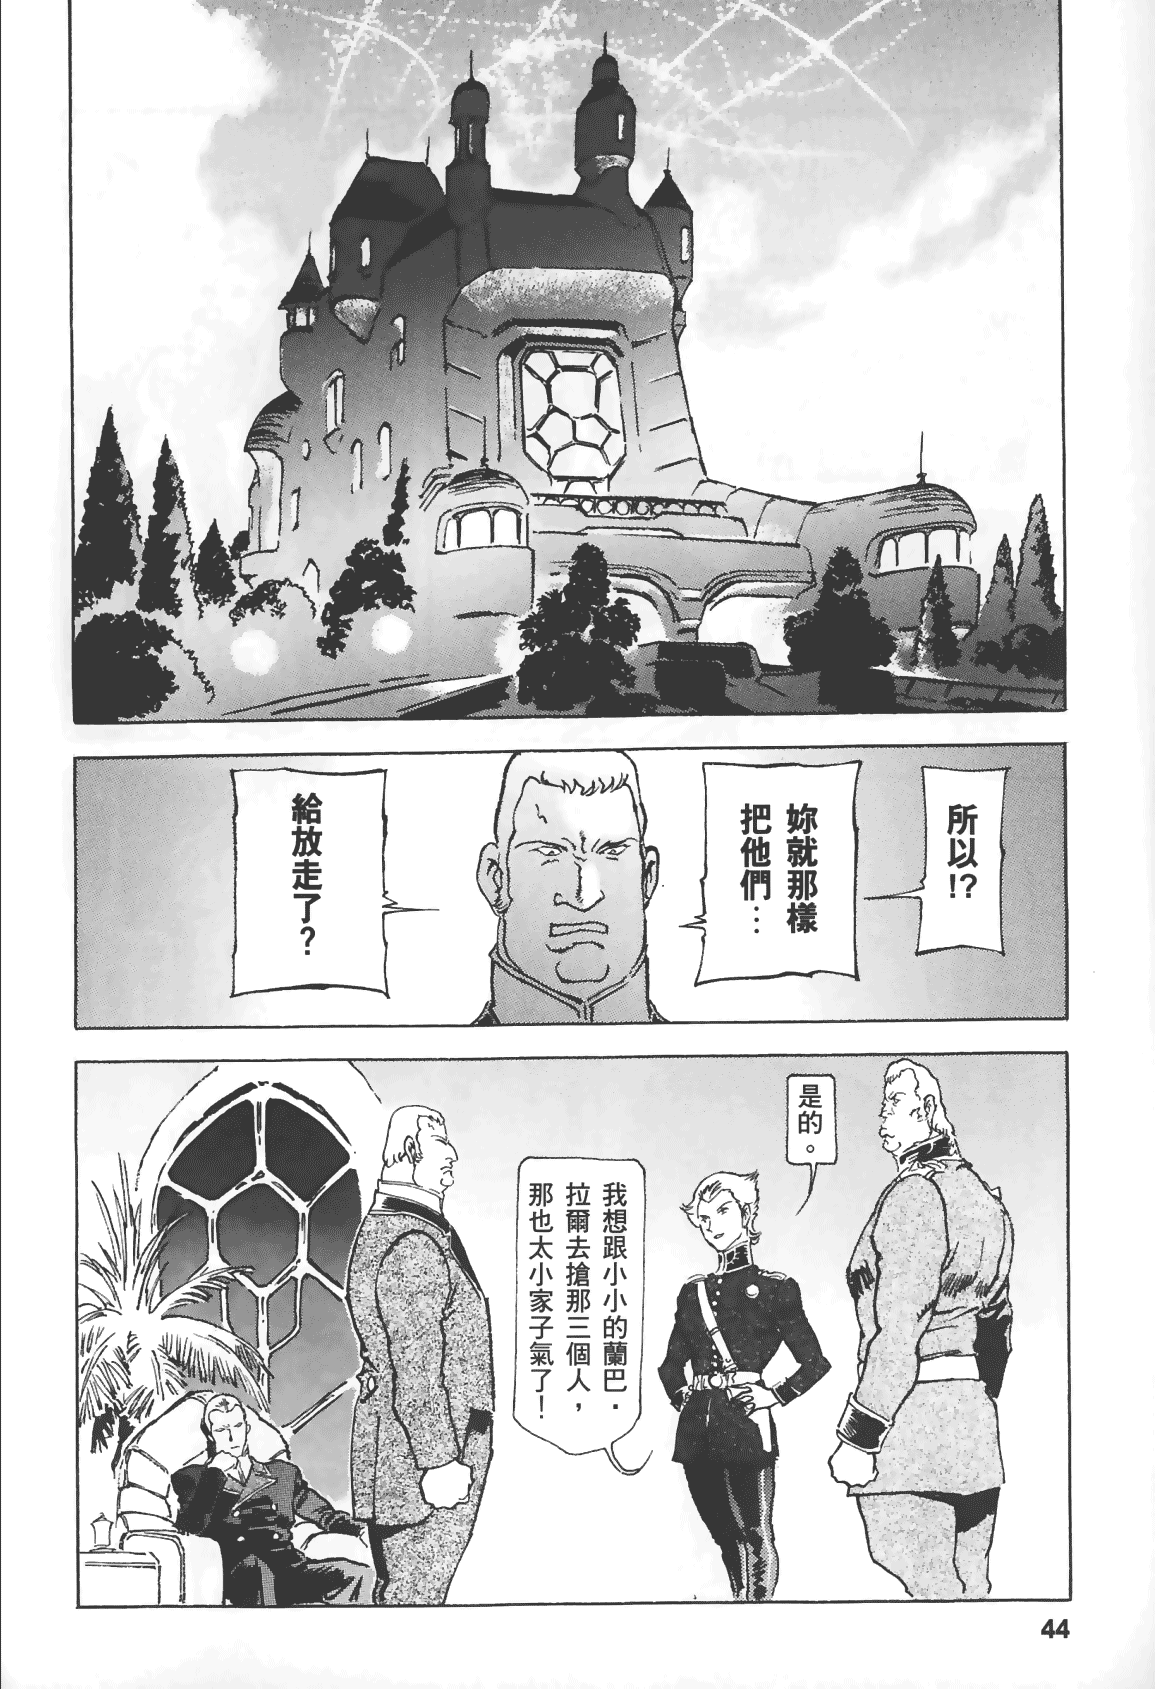 所以!?
妳就那樣
把他們…
給放走了?
是的。
我想跟小小的蘭巴・
拉爾去搶那三個人，
那也太小家子氣了!
44